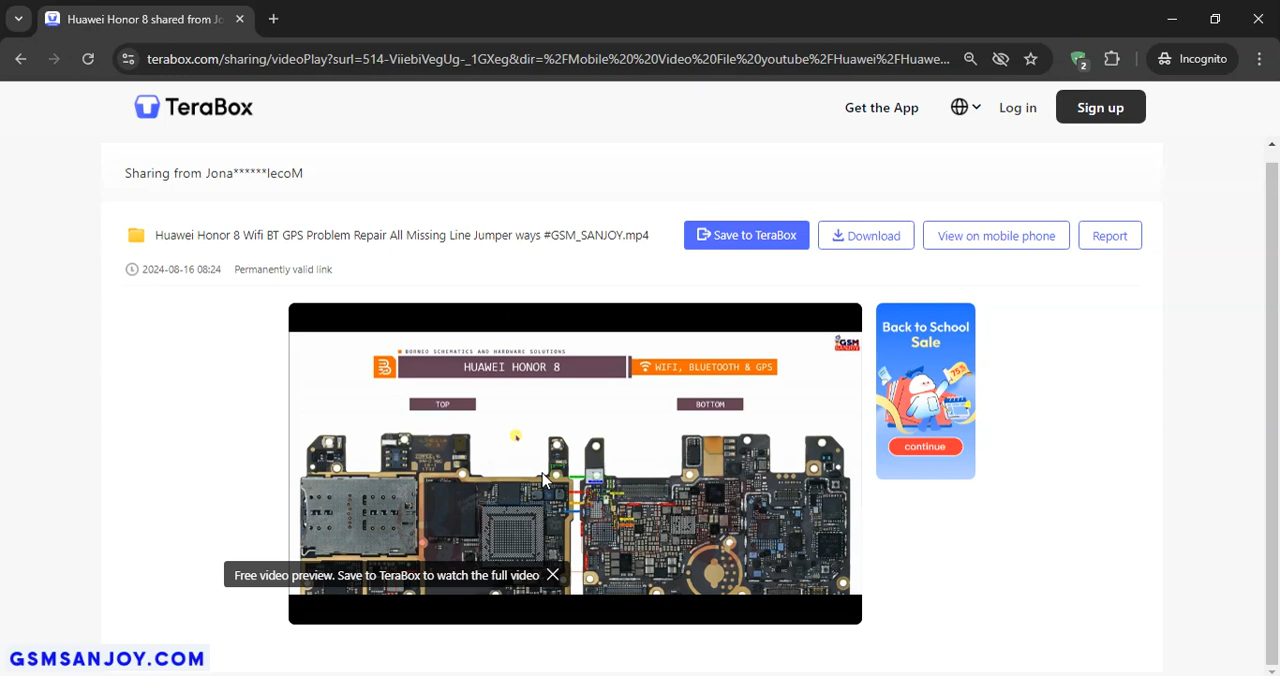 Huawei Honor 8 shared from Jo
terabox.com/sharing/videoPlay?surl=514-ViiebiVegUg-_1GXeg&dir=%2FMobile%20%20Video%20File%20youtube%2FHuawei%2FHuawe...
2
Incognito
TeraBox
Get the App
Log in
Sign up
Sharing from Jona******lecoM
Huawei Honor 8 Wifi BT GPS Problem Repair All Missing Line Jumper ways #GSM_SANJOY.mp4
Save to TeraBox
Download
View on mobile phone
Report
2024-08-16 08:24 Permanently valid link
BORNEO SCHEMATICS AND HARDWARE SOLUTIONS
HUAWEI HONOR 8
WIFI, BLUETOOTH & GPS
GSM
SANJOY
TOP
BOTTOM
Back to School
Sale
75%
continue
Free video preview. Save to TeraBox to watch the full video
GSMSANJOY.COM